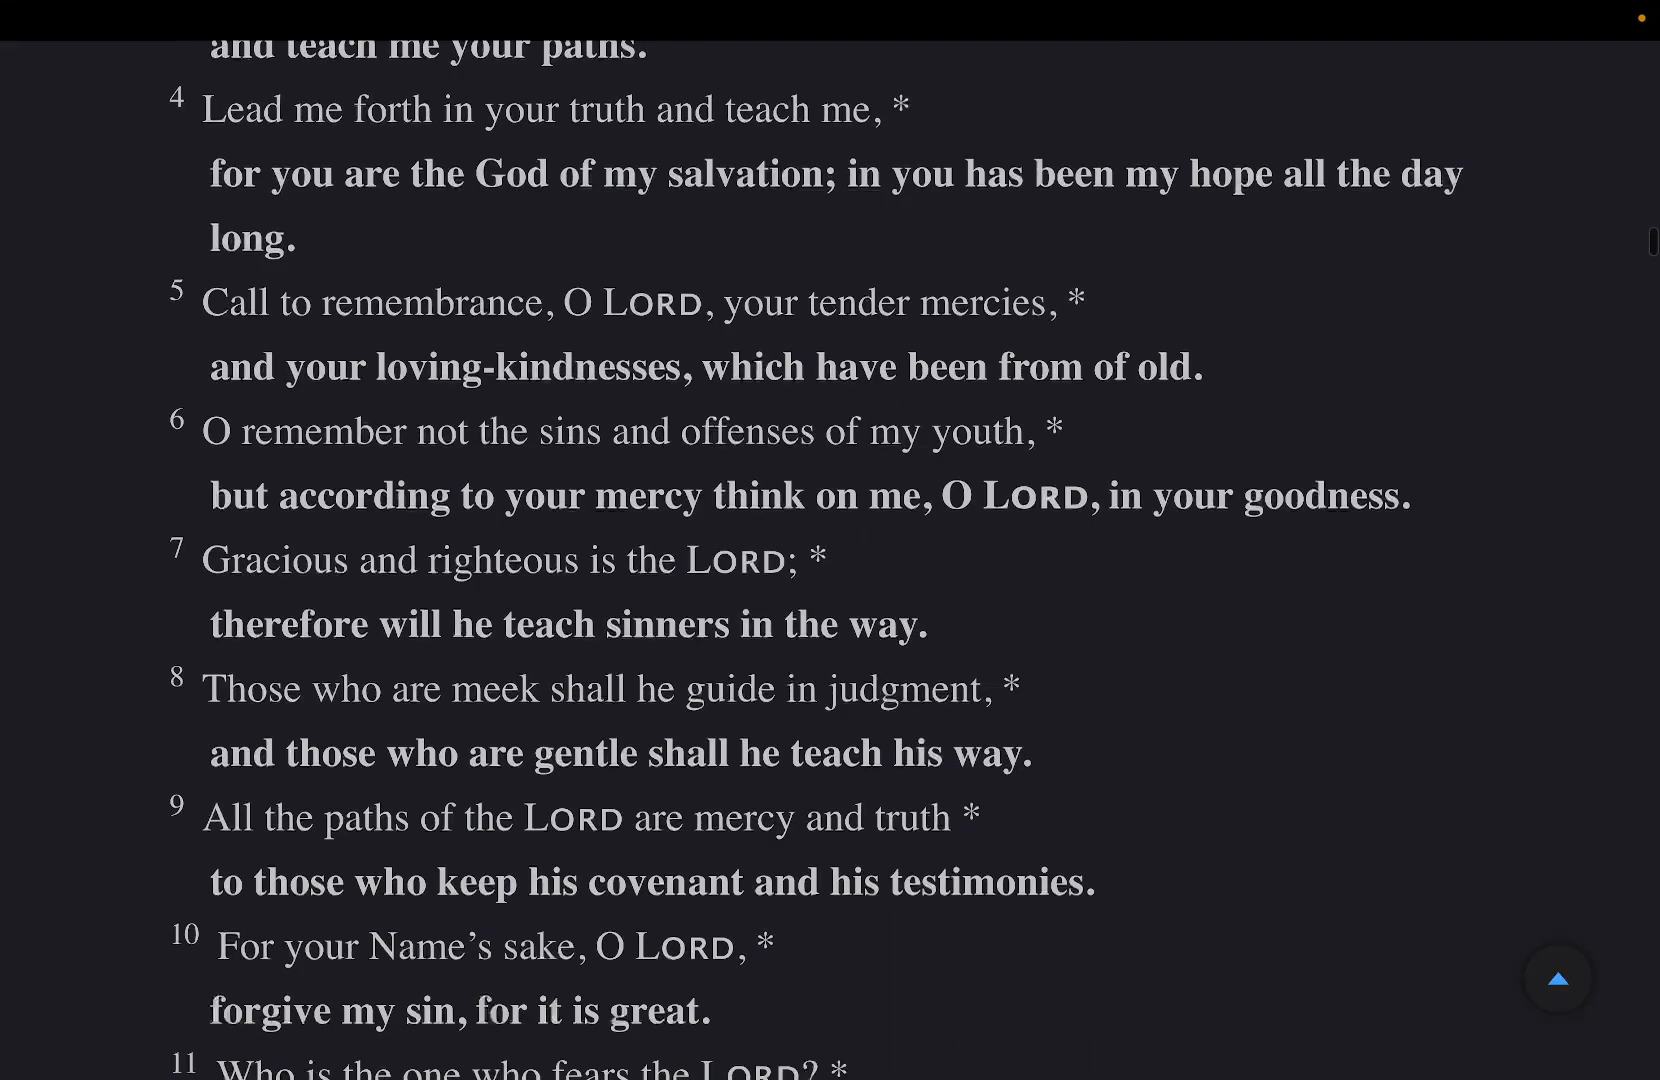 and teach me your paths.
4 Lead me forth in your truth and teach me, *
for you are the God of my salvation; in you has been my hope all the day
long.
5 Call to remembrance, O LORD, your tender mercies, *
and your loving-kindnesses, which have been from of old.
6 O remember not the sins and offenses of my youth, *
but according to your mercy think on me, O LORD, in your goodness.
7 Gracious and righteous is the LORD; *
therefore will he teach sinners in the way.
8 Those who are meek shall he guide in judgment, *
and those who are gentle shall he teach his way.
9 All the paths of the LORD are mercy and truth *
to those who keep his covenant and his testimonies.
10 For your Name’s sake, O LORD, *
forgive my sin, for it is great.
11 Who is the one who fears the LORD? *